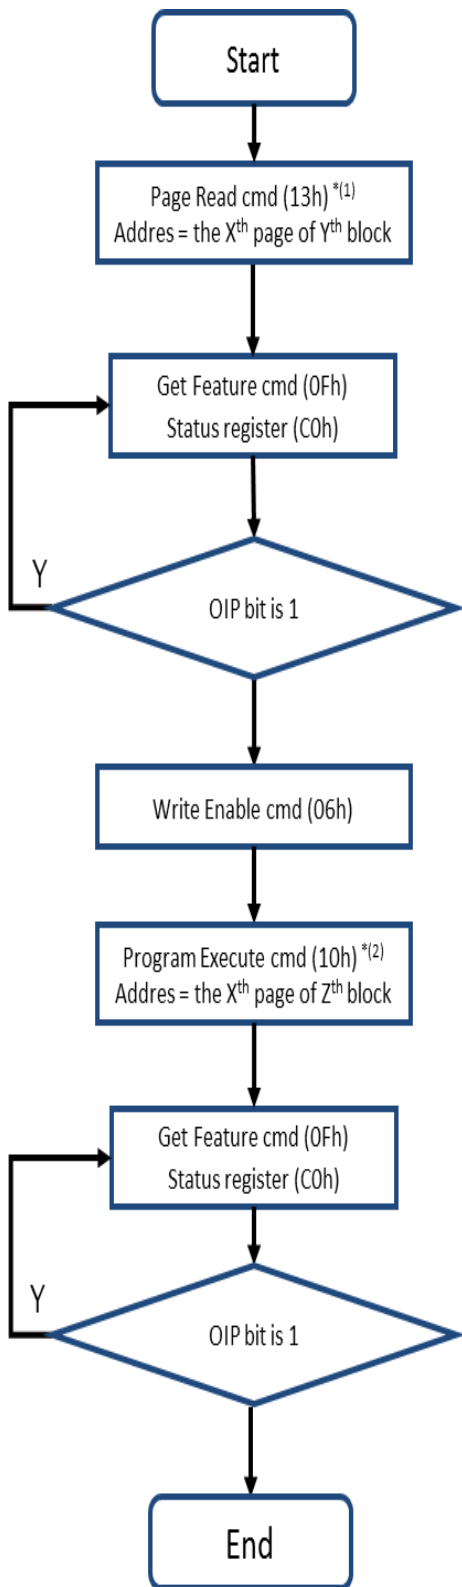 Start
Page Read cmd (13h) *(1)
Addres = the Xth page of Yth block
Get Feature cmd (0Fh)
Status register (C0h)
Y
OIP bit is 1
Write Enable cmd (06h)
Program Execute cmd (10h) *(2)
Addres = the Xth page of Zth block
Get Feature cmd (0Fh)
Status register (C0h)
Y
OIP bit is 1
End